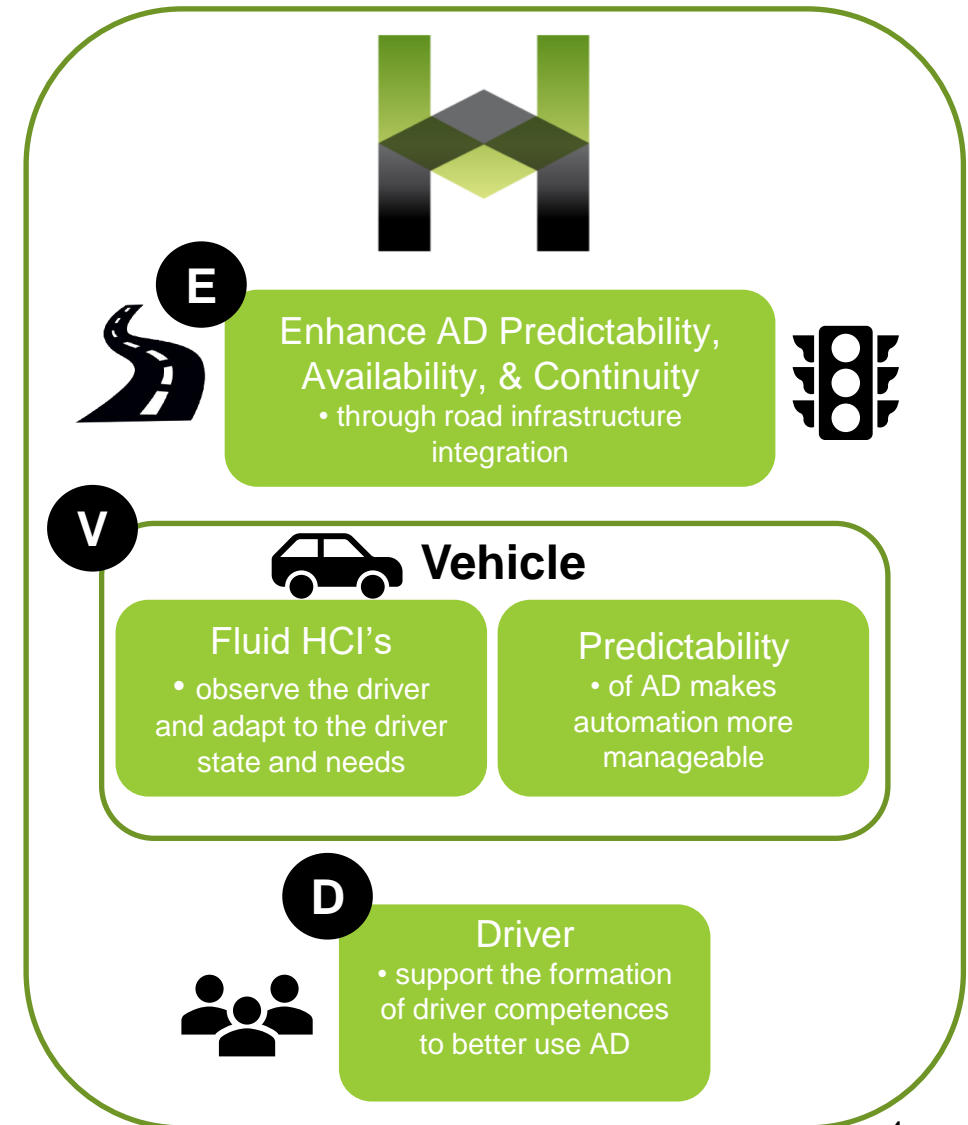 E
Enhance AD Predictability,
Availability, & Continuity
• through road infrastructure
integration
V
Vehicle
Fluid HCI's
• observe the driver
and adapt to the driver
state and needs
Predictability
• of AD makes
automation more
manageable
D
Driver
• support the formation
of driver competences
to better use AD